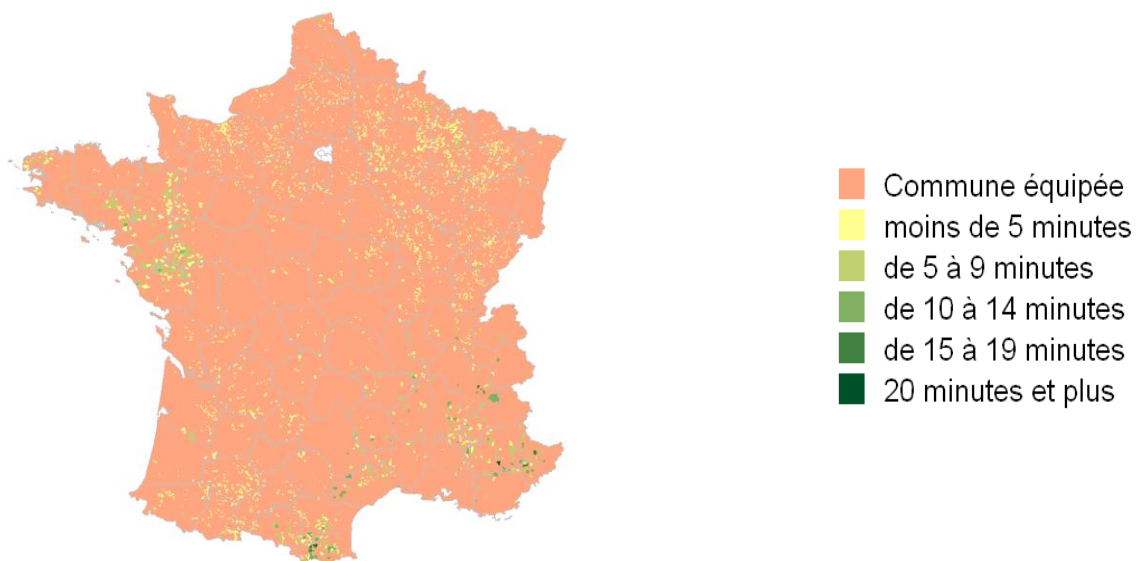 Commune équipée
moins de 5 minutes
de 5 à 9 minutes
de 10 à 14 minutes
de 15 à 19 minutes
20 minutes et plus